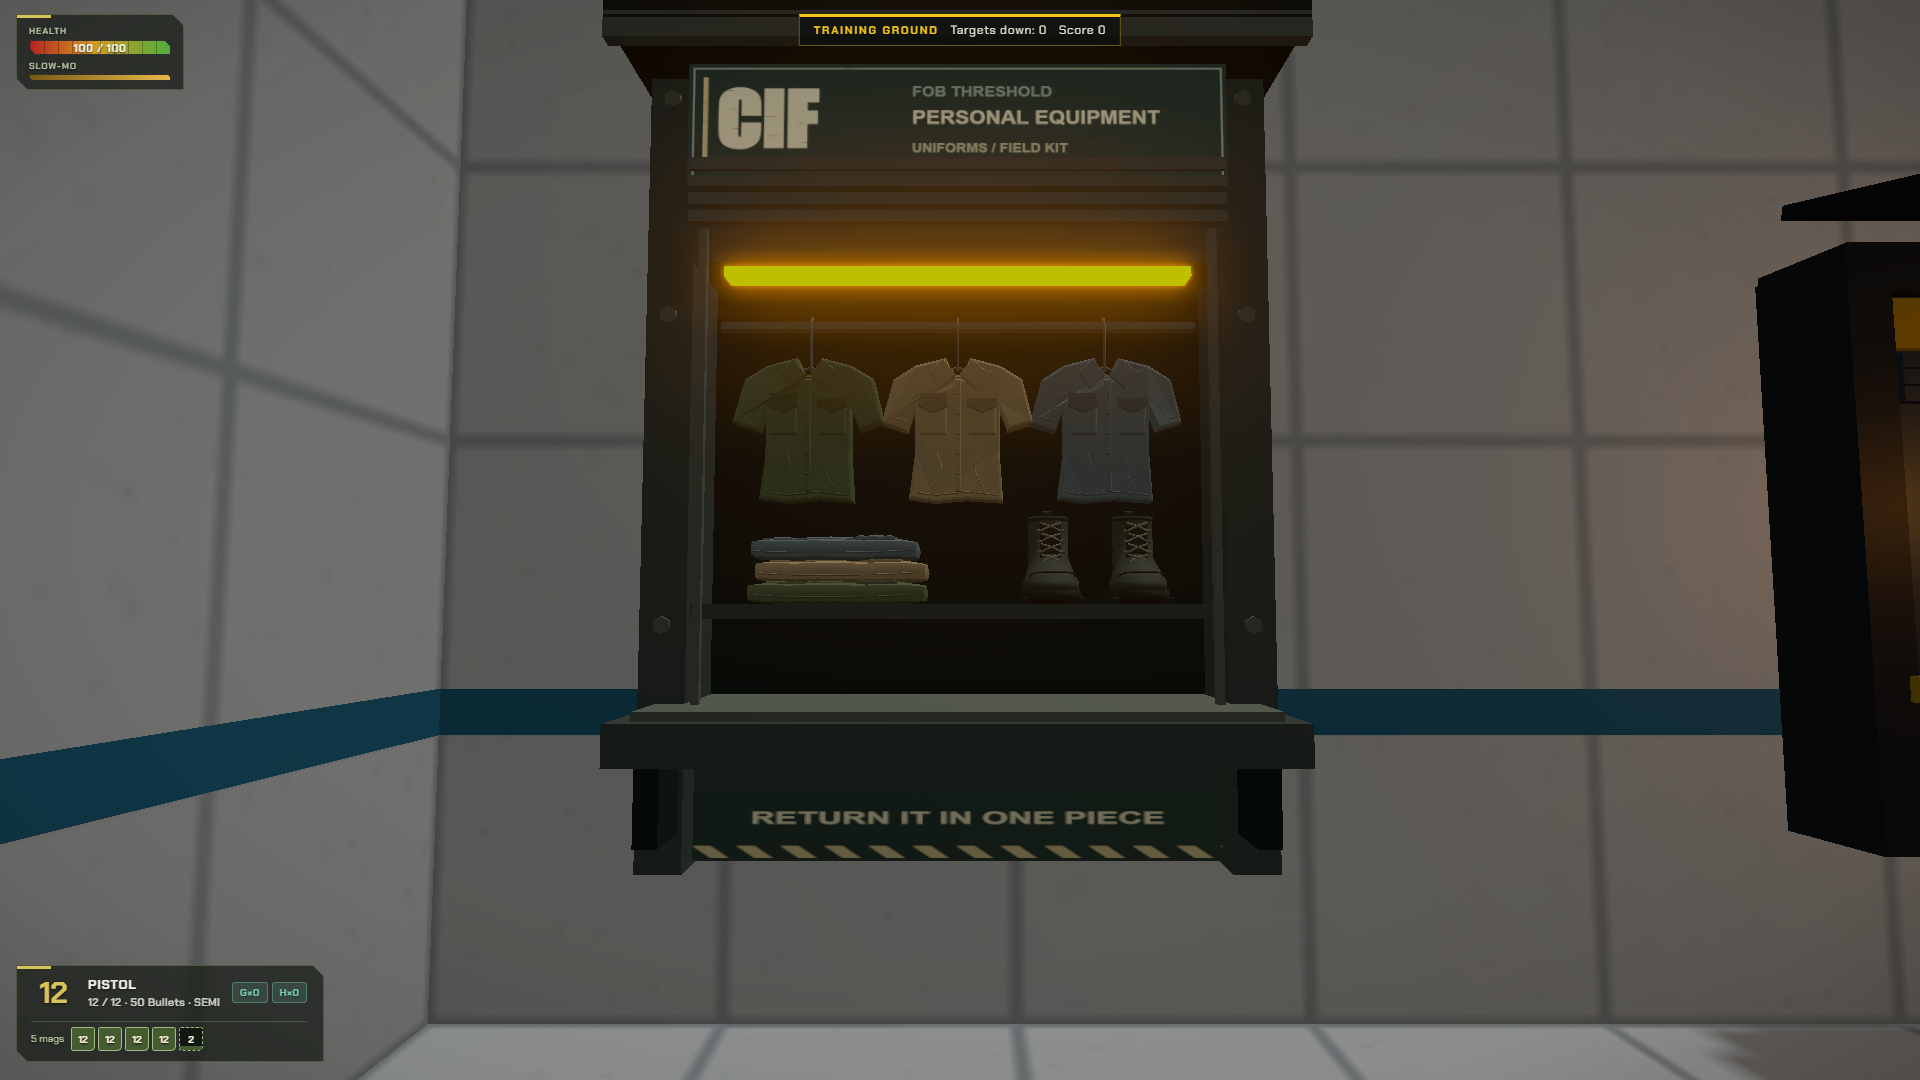 HEALTH
100 / 100
SLOW-MO
TRAINING GROUND Targets down: 0 Score 0
CIF
FOB THRESHOLD
PERSONAL EQUIPMENT
UNIFORMS / FIELD KIT
RETURN IT IN ONE PIECE
12
PISTOL
12 / 12 · 50 Bullets · SEMI
G×0
H×0
5 mags 12 12 12 12 2